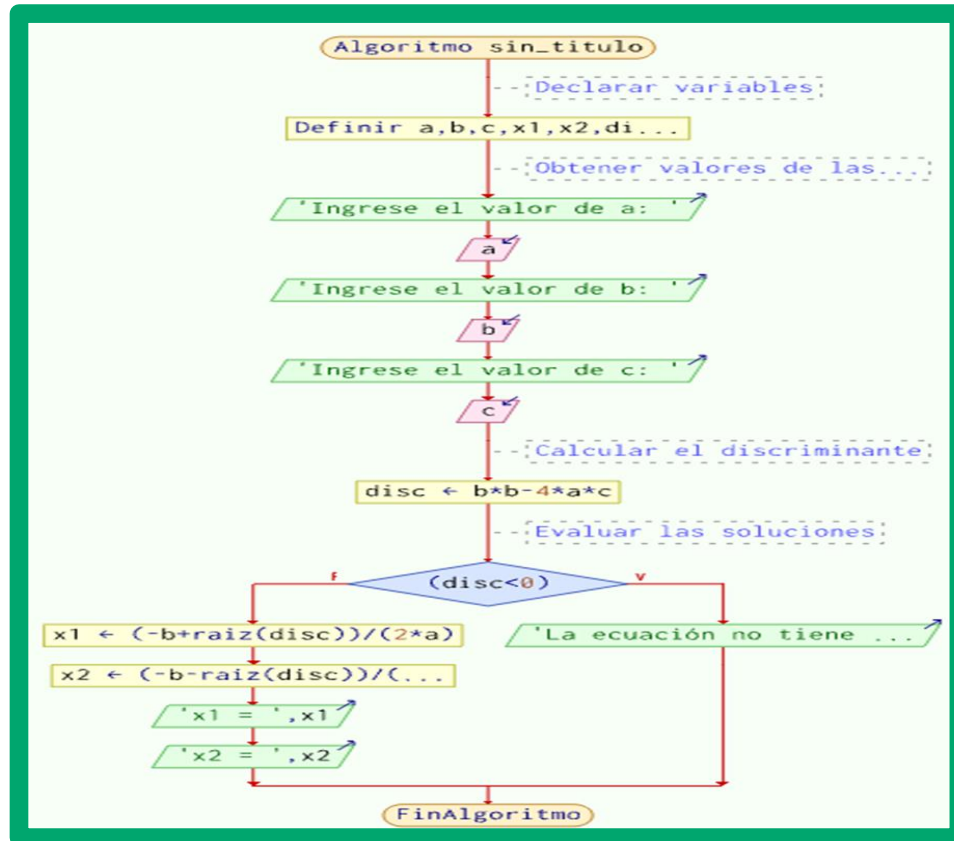 Algoritmo sin_titulo
Declarar variables
Definir a,b,c,x1,x2,di...
Obtener valores de las...
'Ingrese el valor de a: '
a
'Ingrese el valor de b: '
b
'Ingrese el valor de c: '
c
Calcular el discriminante
disc ← b*b-4*a*c
Evaluar las soluciones
F
(disc<0)
V
x1 ← (-b+raiz(disc))/(2*a)
'La ecuación no tiene ...
x2 ← (-b-raiz(disc))/(...
'x1 = ',x1
'x2 = ',x2
FinAlgoritmo